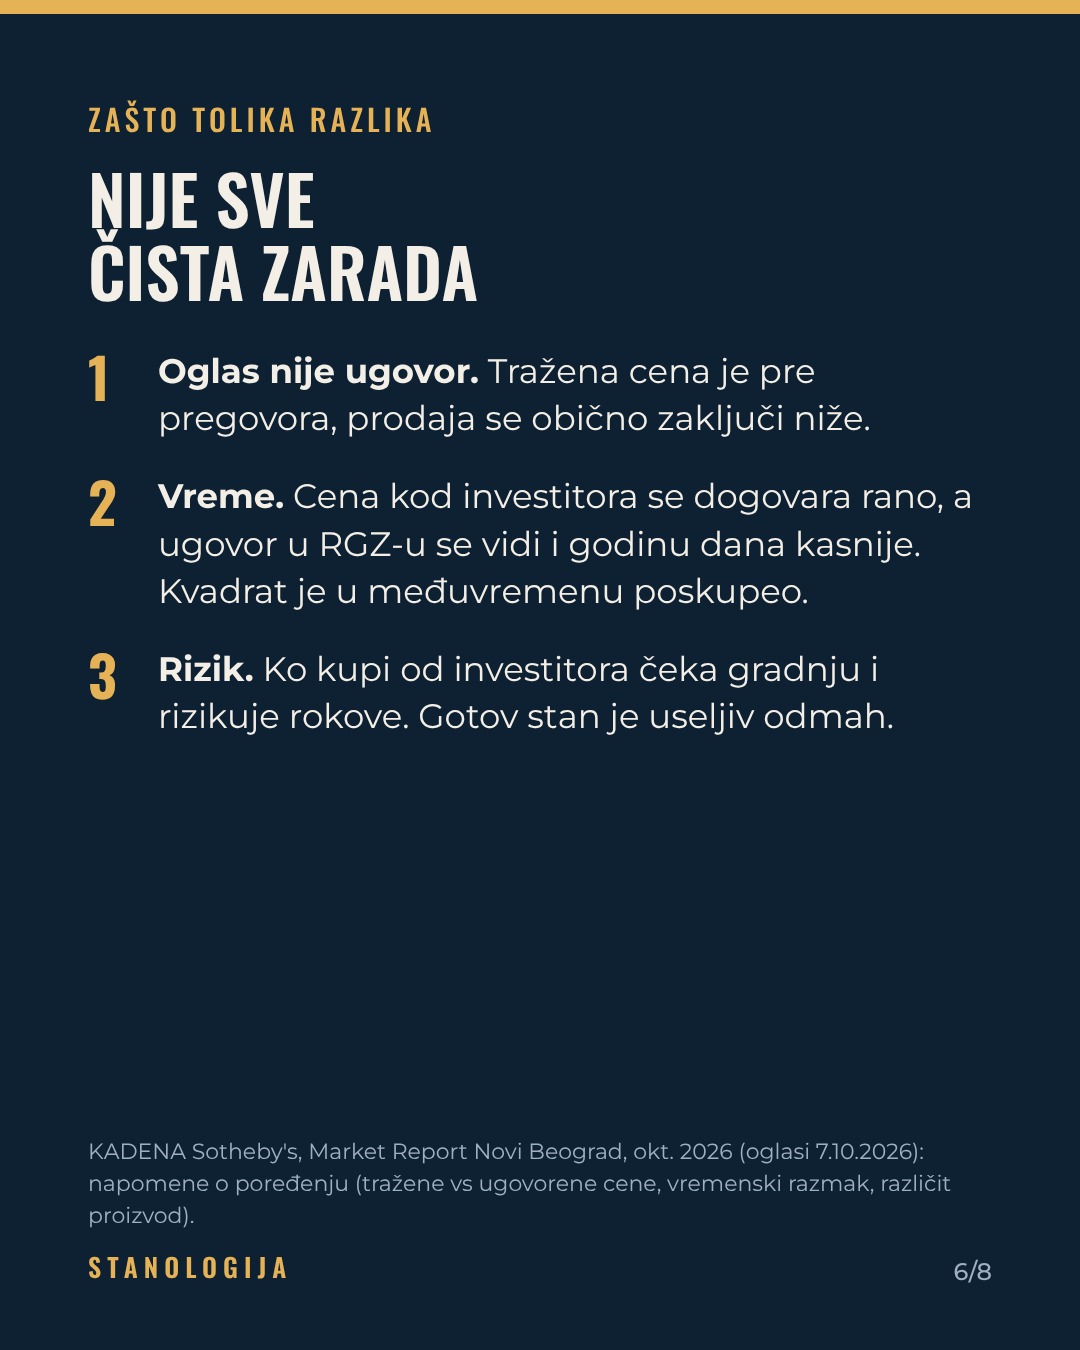 ZAŠTO TOLIKA RAZLIKA
NIJE SVE
ČISTA ZARADA
1 Oglas nije ugovor. Tražena cena je pre
pregovora, prodaja se obično zaključi niže.
2 Vreme. Cena kod investitora se dogovara rano, a
ugovor u RGZ-u se vidi i godinu dana kasnije.
Kvadrat je u međuvremenu poskupeo.
3 Rizik. Ko kupi od investitora čeka gradnju i
rizikuje rokove. Gotov stan je useljiv odmah.
KADENA Sotheby's, Market Report Novi Beograd, okt. 2026 (oglasi 7.10.2026):
napomene o poređenju (tražene vs ugovorene cene, vremenski razmak, različit
proizvod).
STANOLOGIJA
6/8